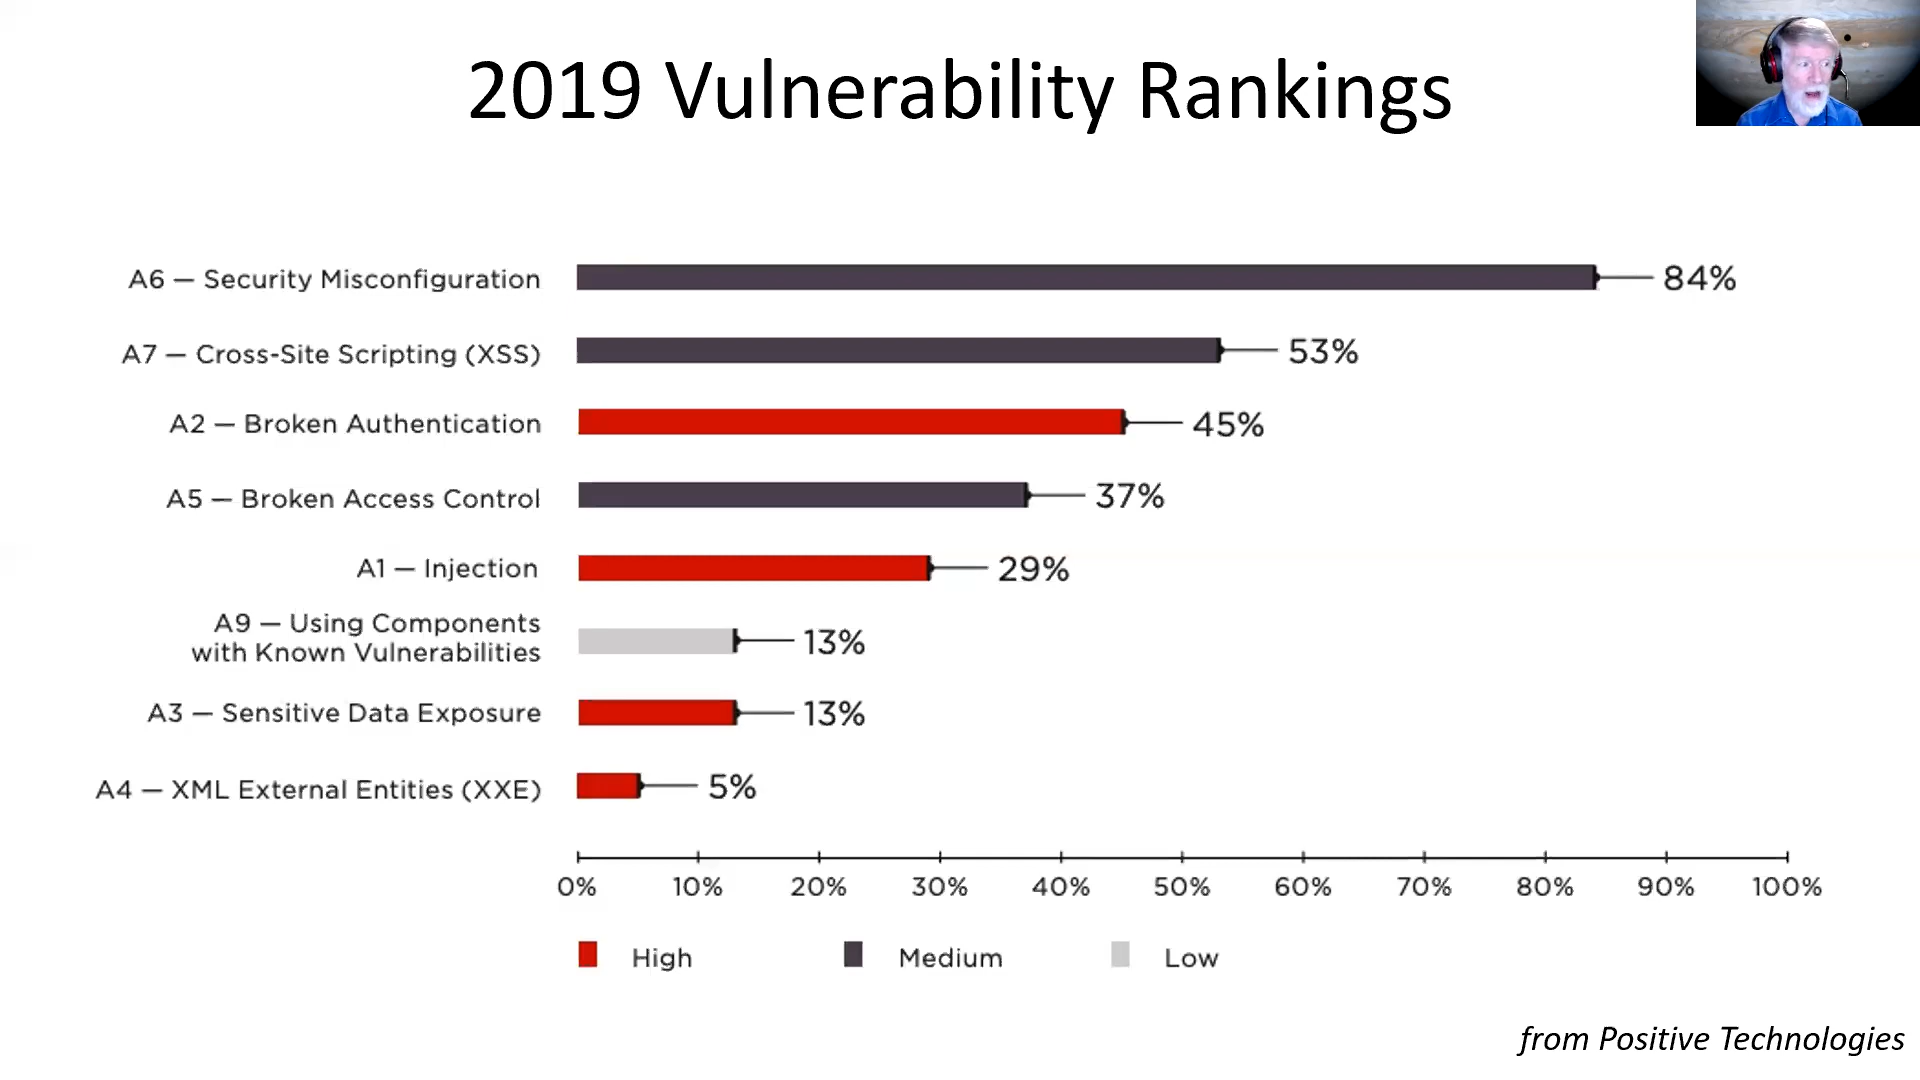 2019 Vulnerability Rankings
A6 — Security Misconfiguration 84%
A7 — Cross-Site Scripting (XSS) 53%
A2 — Broken Authentication 45%
A5 — Broken Access Control 37%
A1 — Injection 29%
A9 — Using Components
with Known Vulnerabilities 13%
A3 — Sensitive Data Exposure 13%
A4 — XML External Entities (XXE) 5%
0% 10% 20% 30% 40% 50% 60% 70% 80% 90% 100%
High Medium Low
from Positive Technologies